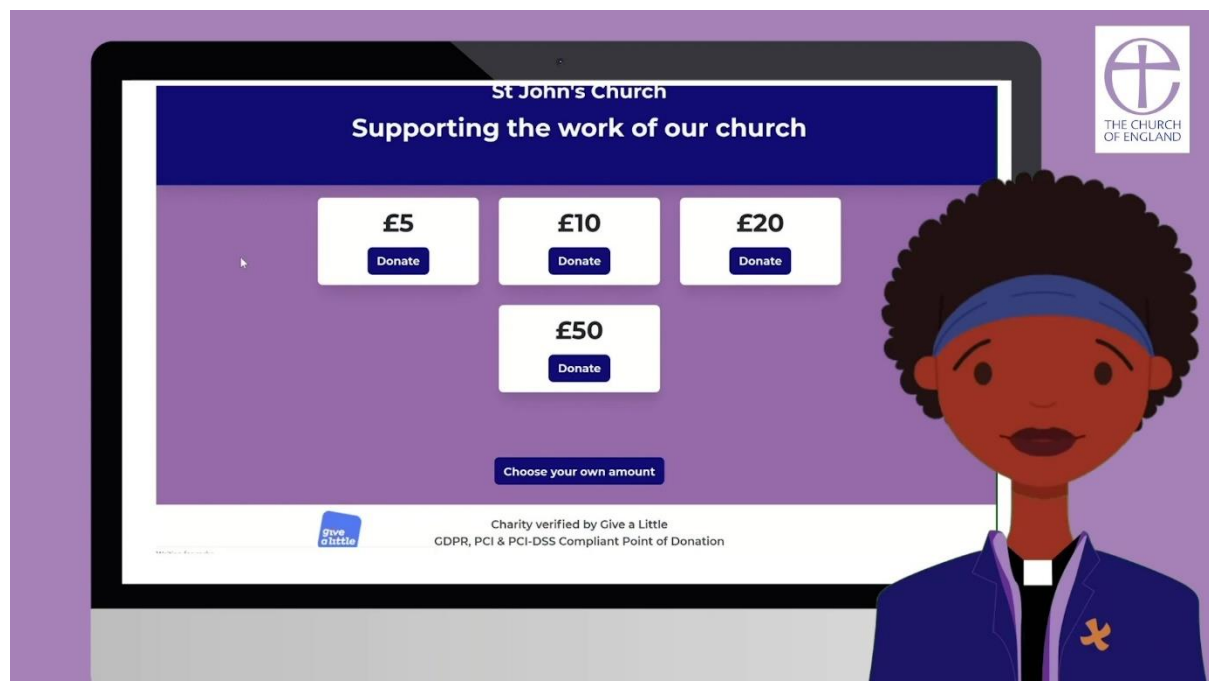 St John's Church
Supporting the work of our church
£5
£10
£20
Donate
Donate
Donate
£50
Donate
Choose your own amount
give
a little
Charity verified by Give a Little
GDPR, PCI & PCI-DSS Compliant Point of Donation
THE CHURCH
OF ENGLAND